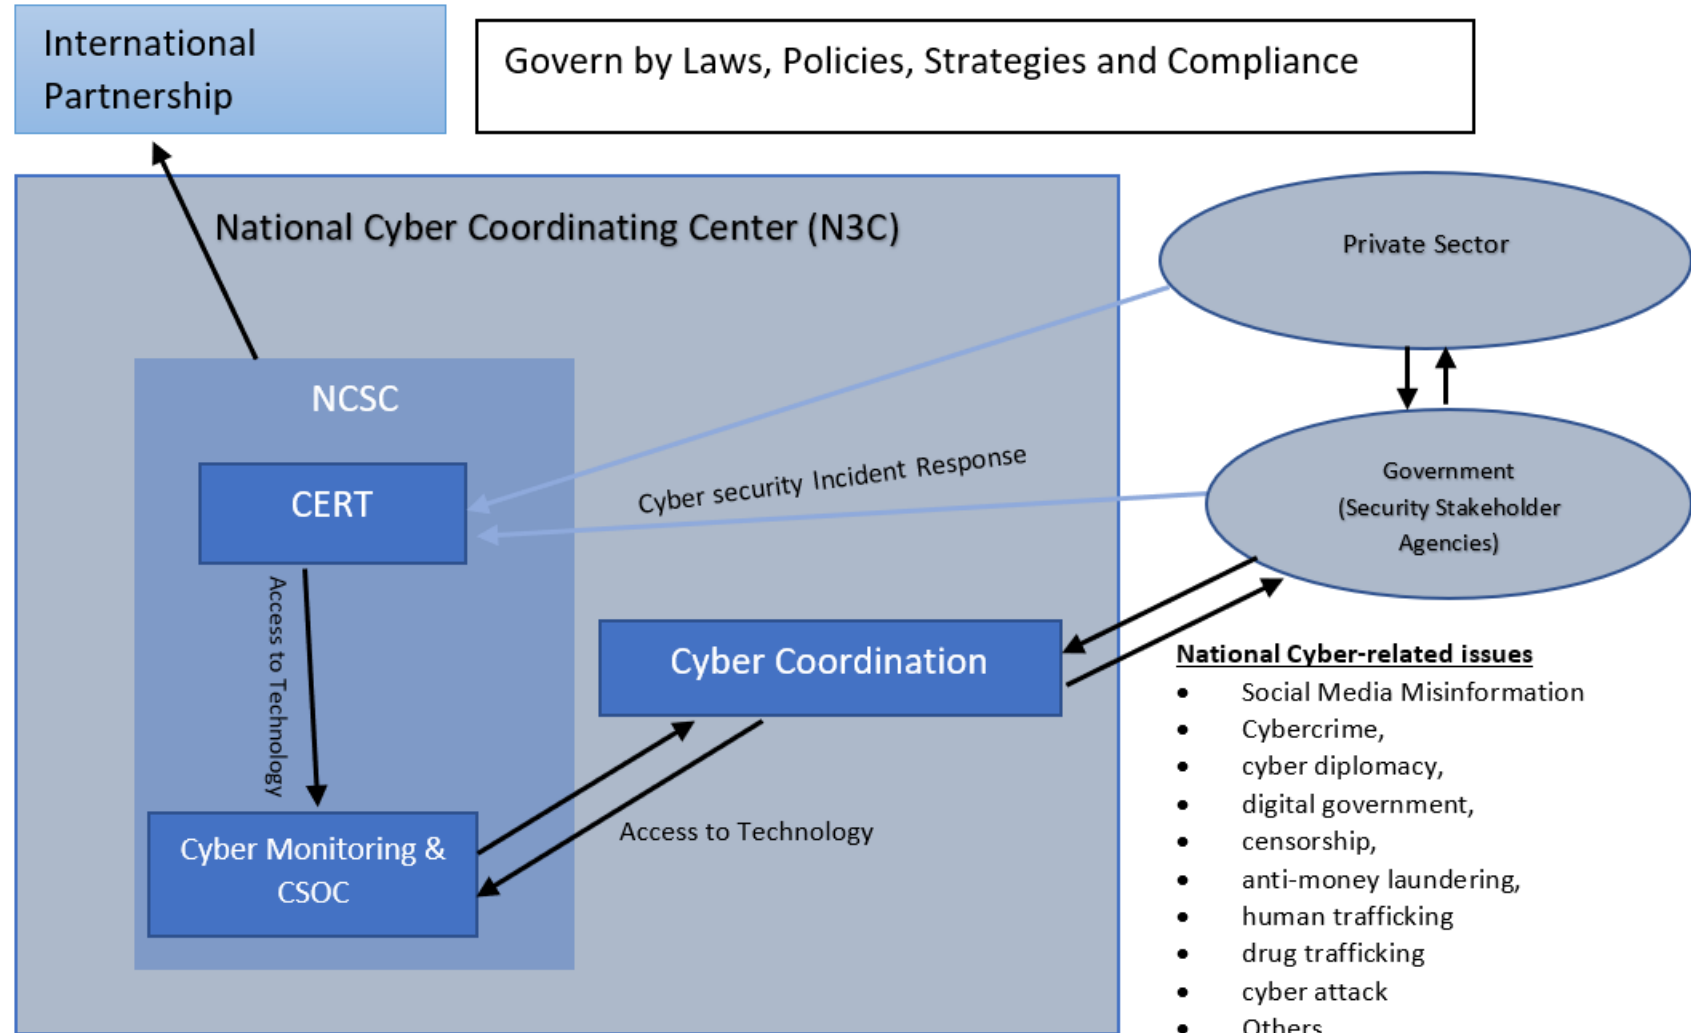 International
Partnership
Govern by Laws, Policies, Strategies and Compliance
National Cyber Coordinating Center (N3C)
Private Sector
NCSC
CERT
Cyber security Incident Response
Government
(Security Stakeholder
Agencies)
Access to Technology
Cyber Coordination
Cyber Monitoring &
CSOC
Access to Technology
National Cyber-related issues
• Social Media Misinformation
• Cybercrime,
• cyber diplomacy,
• digital government,
• censorship,
• anti-money laundering,
• human trafficking
• drug trafficking
• cyber attack
• Others